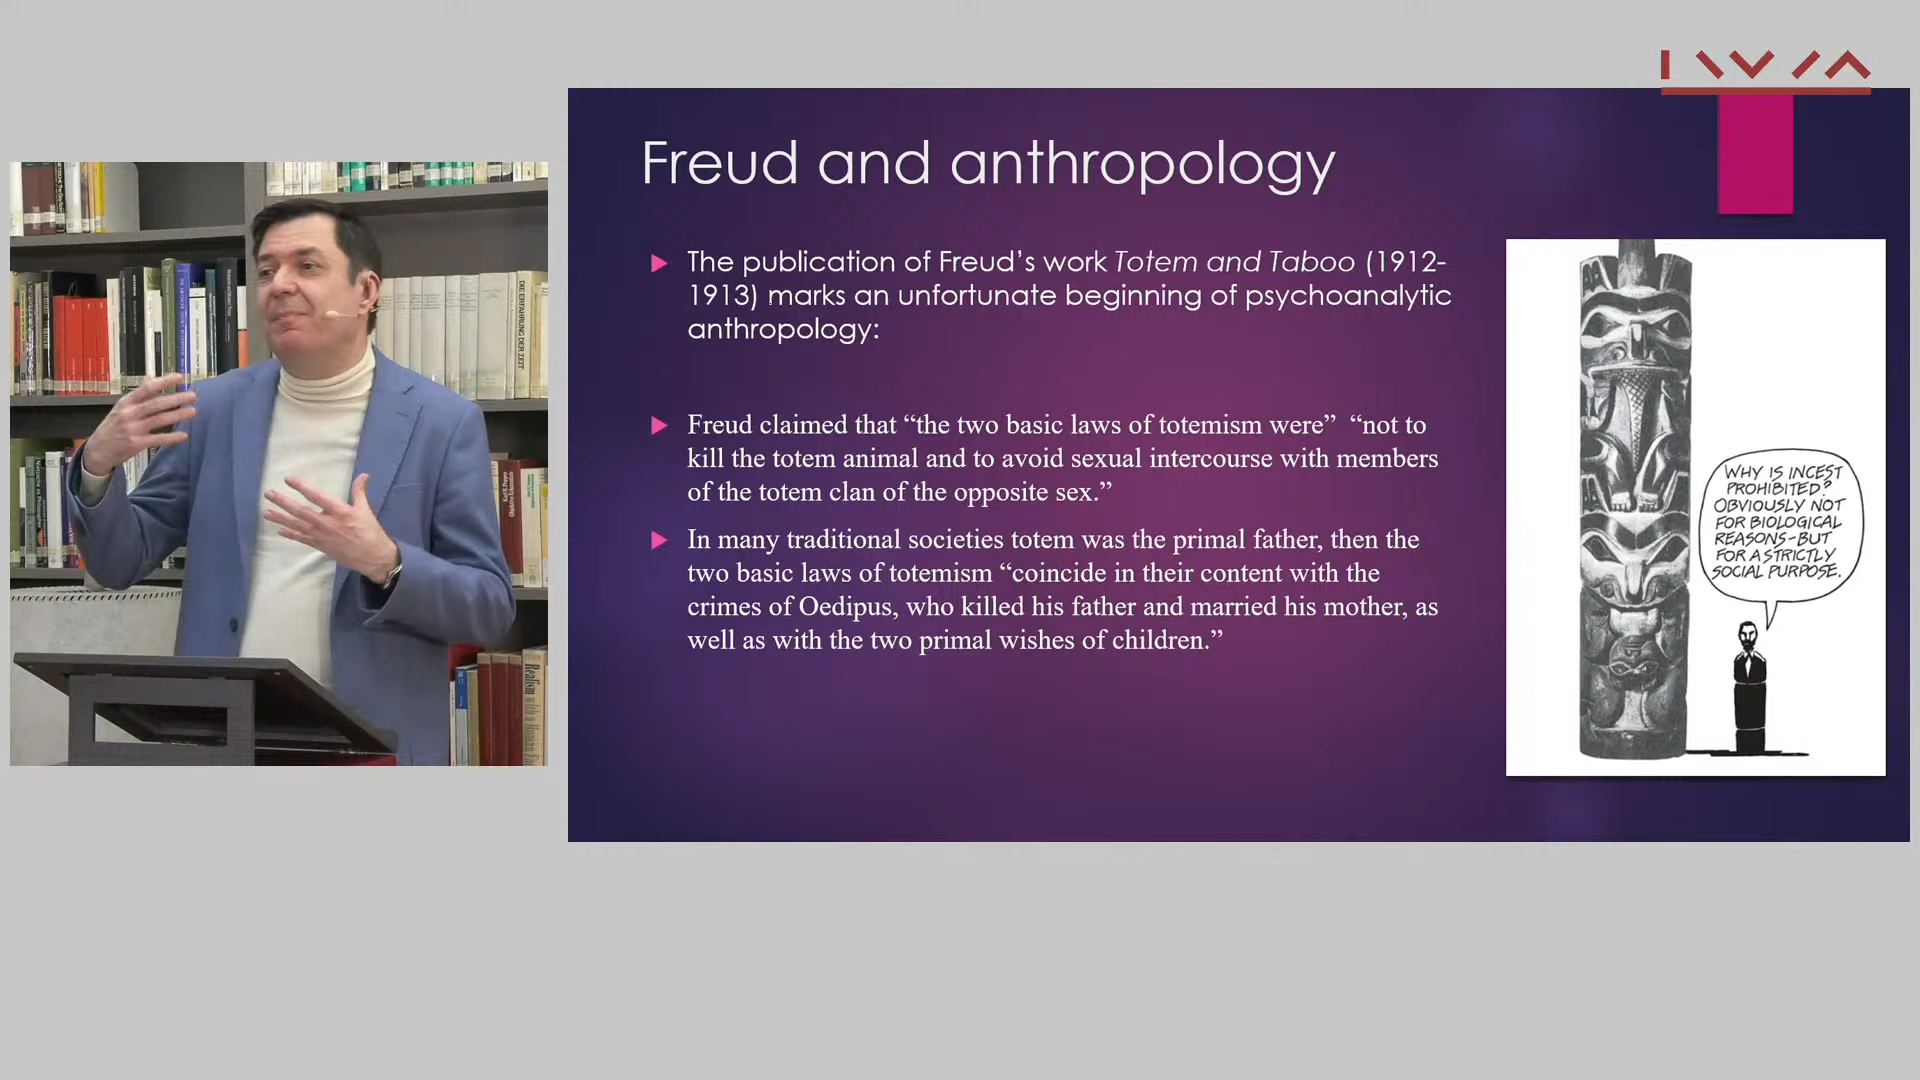 Freud and anthropology
The publication of Freud's work Totem and Taboo (1912-
1913) marks an unfortunate beginning of psychoanalytic
anthropology:
Freud claimed that “the two basic laws of totemism were”  “not to
kill the totem animal and to avoid sexual intercourse with members
of the totem clan of the opposite sex.”
In many traditional societies totem was the primal father, then the
two basic laws of totemism “coincide in their content with the
crimes of Oedipus, who killed his father and married his mother, as
well as with the two primal wishes of children.”
WHY IS INCEST
PROHIBITED?
OBVIOUSLY NOT
FOR BIOLOGICAL
REASONS-BUT
FOR A STRICTLY
SOCIAL PURPOSE.
DIE ERFAHRUNG DER ZEIT
Realism